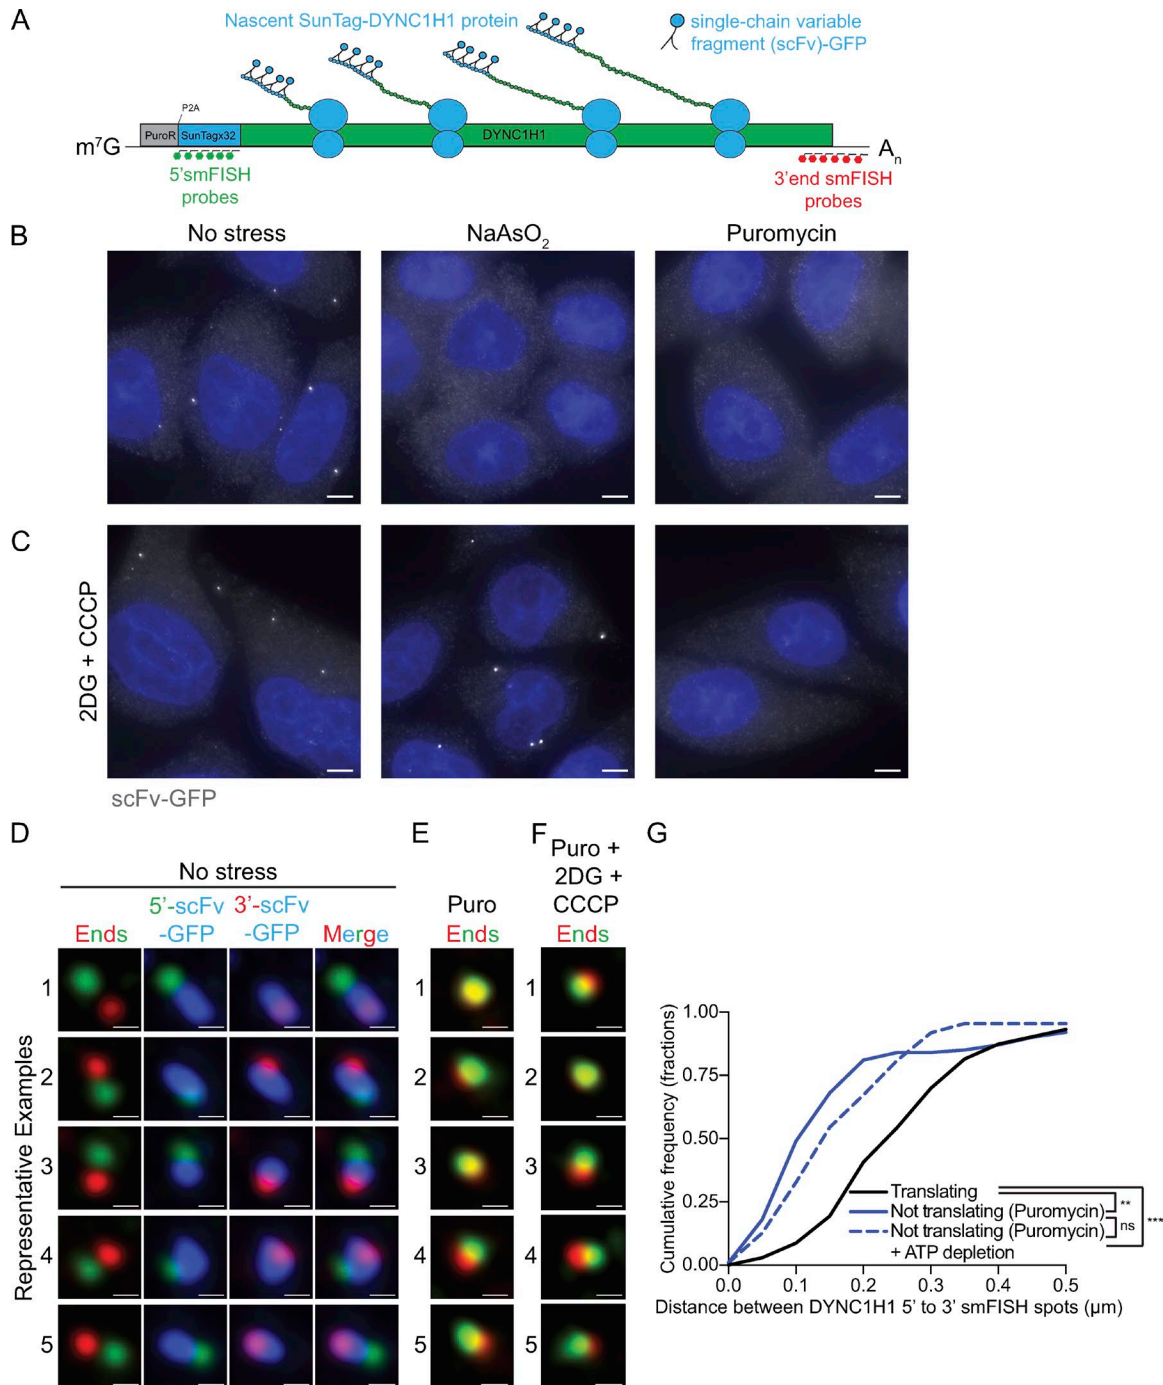 A
Nascent SunTag-DYNC1H1 protein
single-chain variable
fragment (scFv)-GFP
P2A
PuroR
SunTagx32
DYNC1H1
m⁷G
Aₙ
5'smFISH
probes
3'end smFISH
probes
B
No stress
NaAsO₂
Puromycin
C
2DG + CCCP
scFv-GFP
D
No stress
Ends
5'-scFv
-GFP
3'-scFv
-GFP
Merge
Representative Examples
1
2
3
4
5
E
Puro
Ends
1
2
3
4
5
F
Puro +
2DG +
CCCP
Ends
1
2
3
4
5
G
Cumulative frequency (fractions)
1.00
0.75
0.50
0.25
0.00
0.0
0.1
0.2
0.3
0.4
0.5
Distance between DYNC1H1 5' to 3' smFISH spots (µm)
Translating
Not translating (Puromycin)
Not translating (Puromycin)
+ ATP depletion
**
ns
***